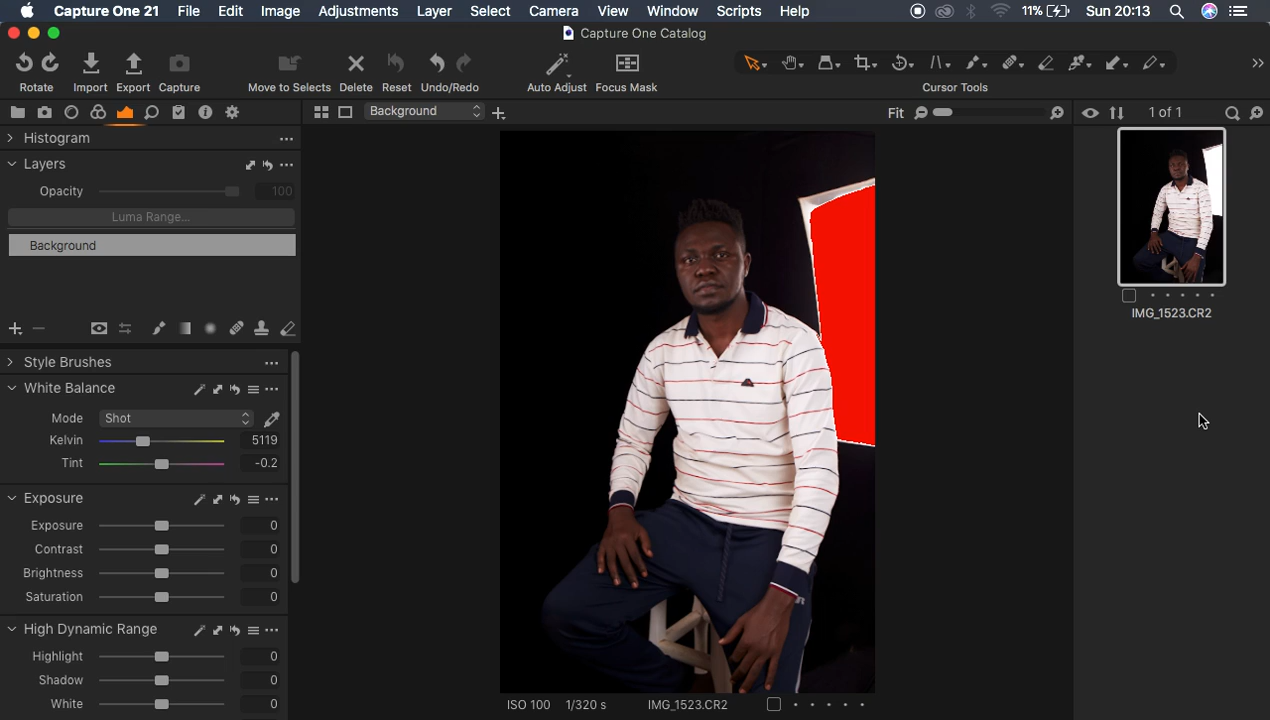 Capture One 21 File Edit Image Adjustments Layer Select Camera View Window Scripts Help 11% Sun 20:13
Capture One Catalog
Rotate Import Export Capture Move to Selects Delete Reset Undo/Redo Auto Adjust Focus Mask Cursor Tools
Background Fit 1 of 1
Histogram
Layers
Opacity 100
Luma Range...
Background
IMG_1523.CR2
Style Brushes
White Balance
Mode Shot
Kelvin 5119
Tint -0.2
Exposure
Exposure 0
Contrast 0
Brightness 0
Saturation 0
High Dynamic Range
Highlight 0
Shadow 0
White 0
ISO 100 1/320 s IMG_1523.CR2